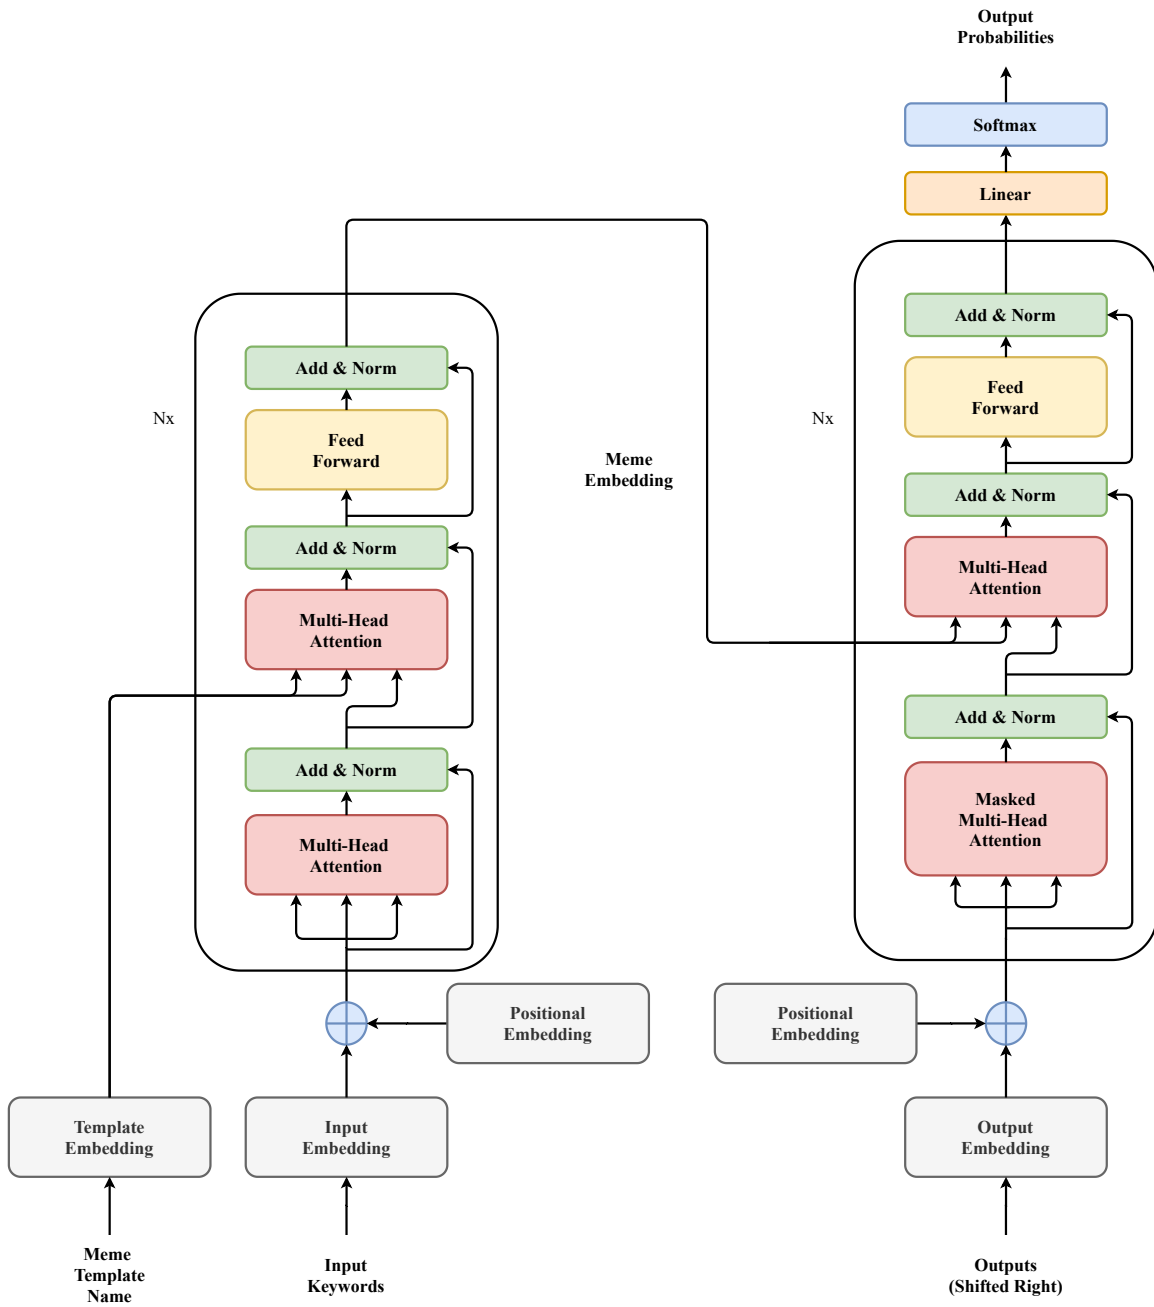 Output
Probabilities
Softmax
Linear
Add & Norm
Feed
Forward
Nx
Add & Norm
Multi-Head
Attention
Add & Norm
Masked
Multi-Head
Attention
Positional
Embedding
Output
Embedding
Outputs
(Shifted Right)
Meme
Embedding
Add & Norm
Nx
Feed
Forward
Add & Norm
Multi-Head
Attention
Add & Norm
Multi-Head
Attention
Positional
Embedding
Template
Embedding
Input
Embedding
Meme
Template
Name
Input
Keywords